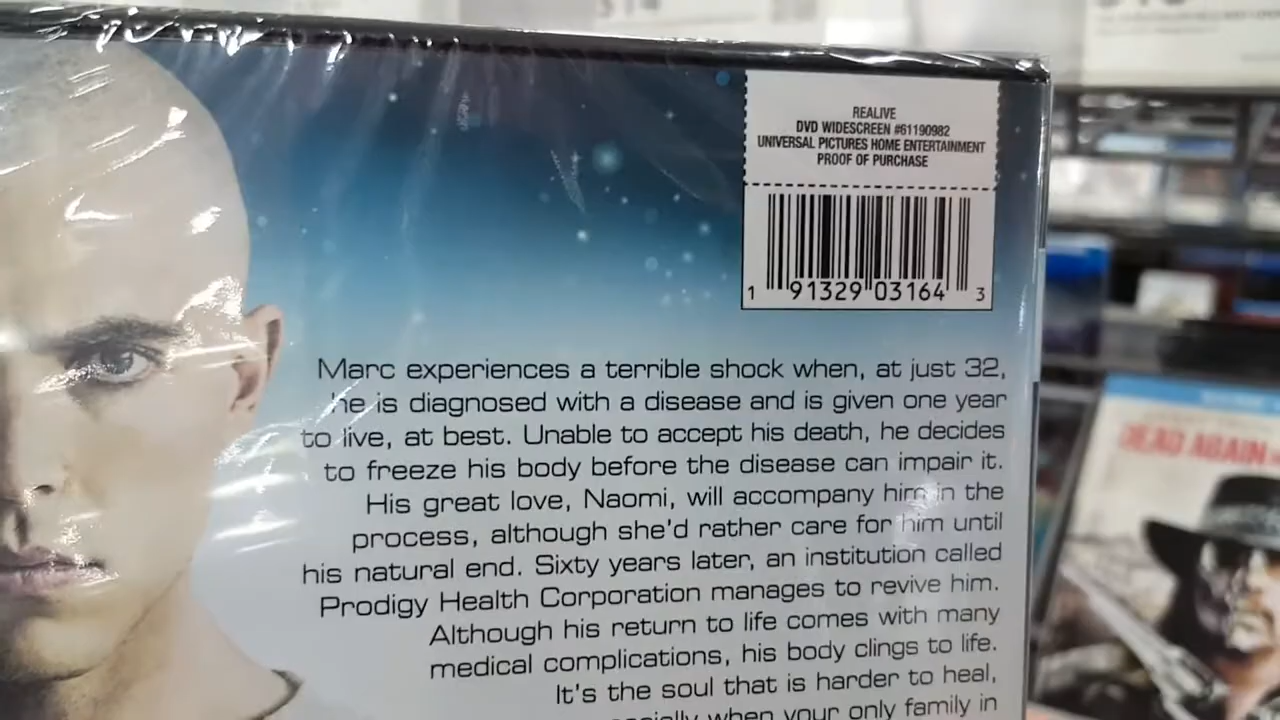 REALIVE
DVD WIDESCREEN #61190982
UNIVERSAL PICTURES HOME ENTERTAINMENT
PROOF OF PURCHASE
1 91329 03164 3
Marc experiences a terrible shock when, at just 32,
he is diagnosed with a disease and is given one year
to live, at best. Unable to accept his death, he decides
to freeze his body before the disease can impair it.
His great love, Naomi, will accompany him in the
process, although she'd rather care for him until
his natural end. Sixty years later, an institution called
Prodigy Health Corporation manages to revive him.
Although his return to life comes with many
medical complications, his body clings to life.
It's the soul that is harder to heal,
when your only family in
DEAD AGAIN